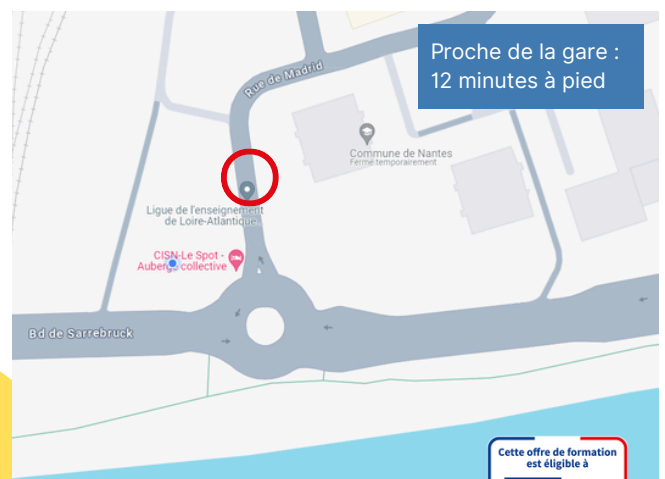 Proche de la gare :
12 minutes à pied
Rue de Madrid
Commune de Nantes
Fermé temporairement
Ligue de l'enseignement
de Loire-Atlantique...
CISN-Le Spot -
Auberge collective
Bd de Sarrebruck
Cette offre de formation
est éligible à